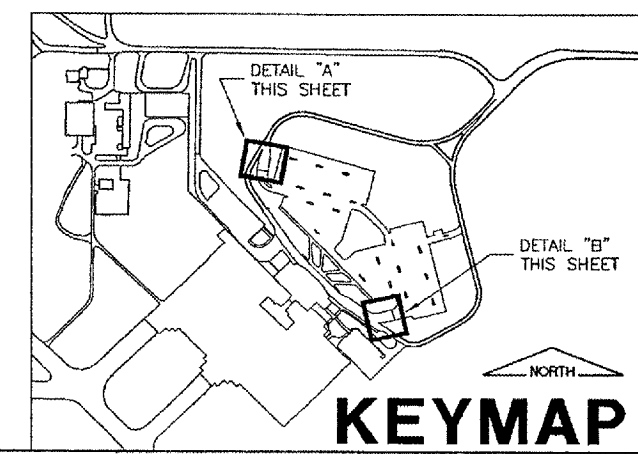 DETAIL "A"
THIS SHEET
DETAIL "B"
THIS SHEET
NORTH
KEYMAP